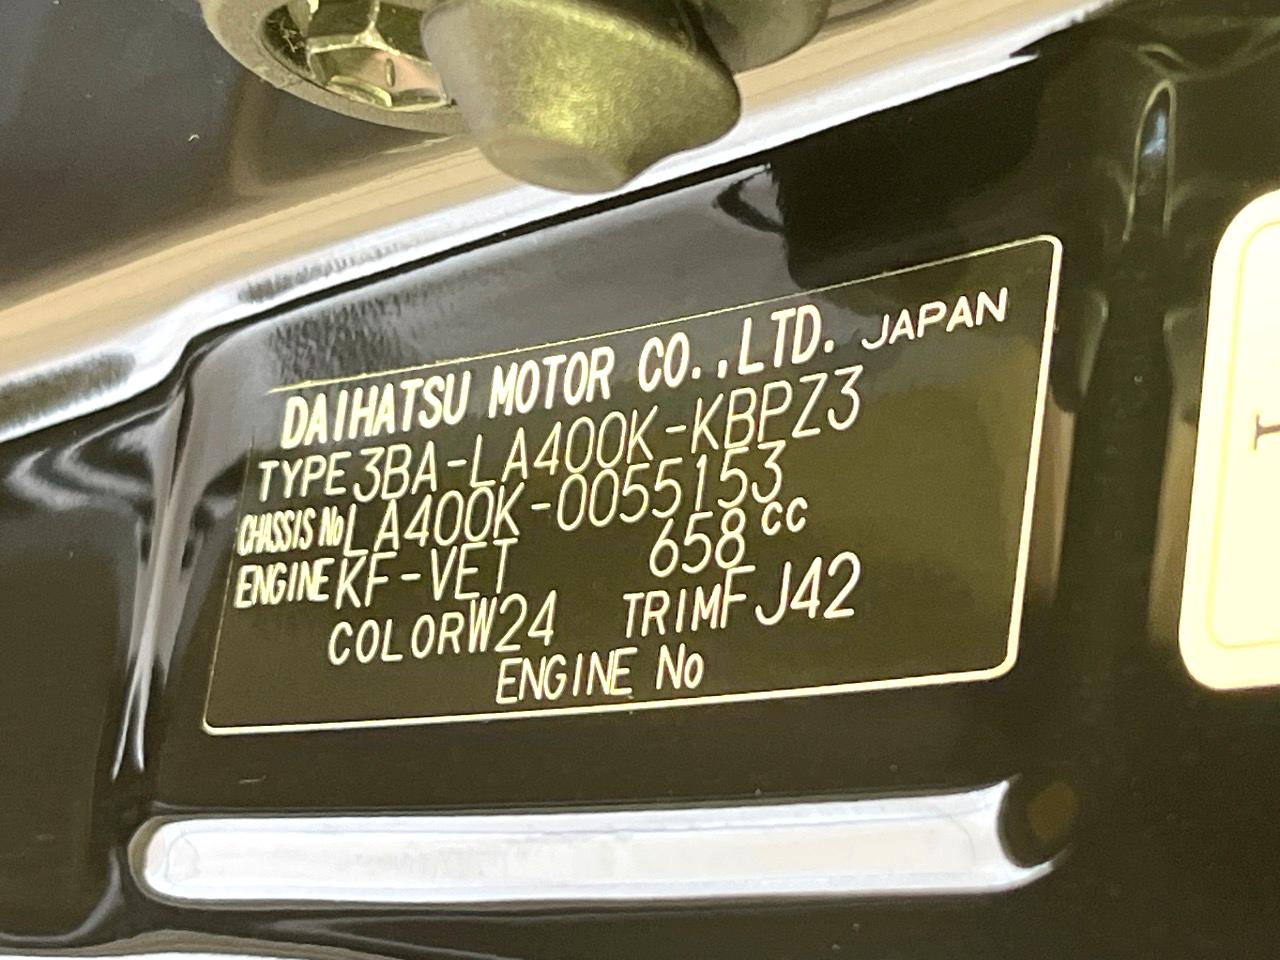 DAIHATSU MOTOR CO.,LTD. JAPAN
TYPE 3BA-LA400K-KBPZ3
CHASSIS No LA400K-0055153
ENGINE KF-VET 658 cc
COLOR W24 TRIM FJ42
ENGINE No